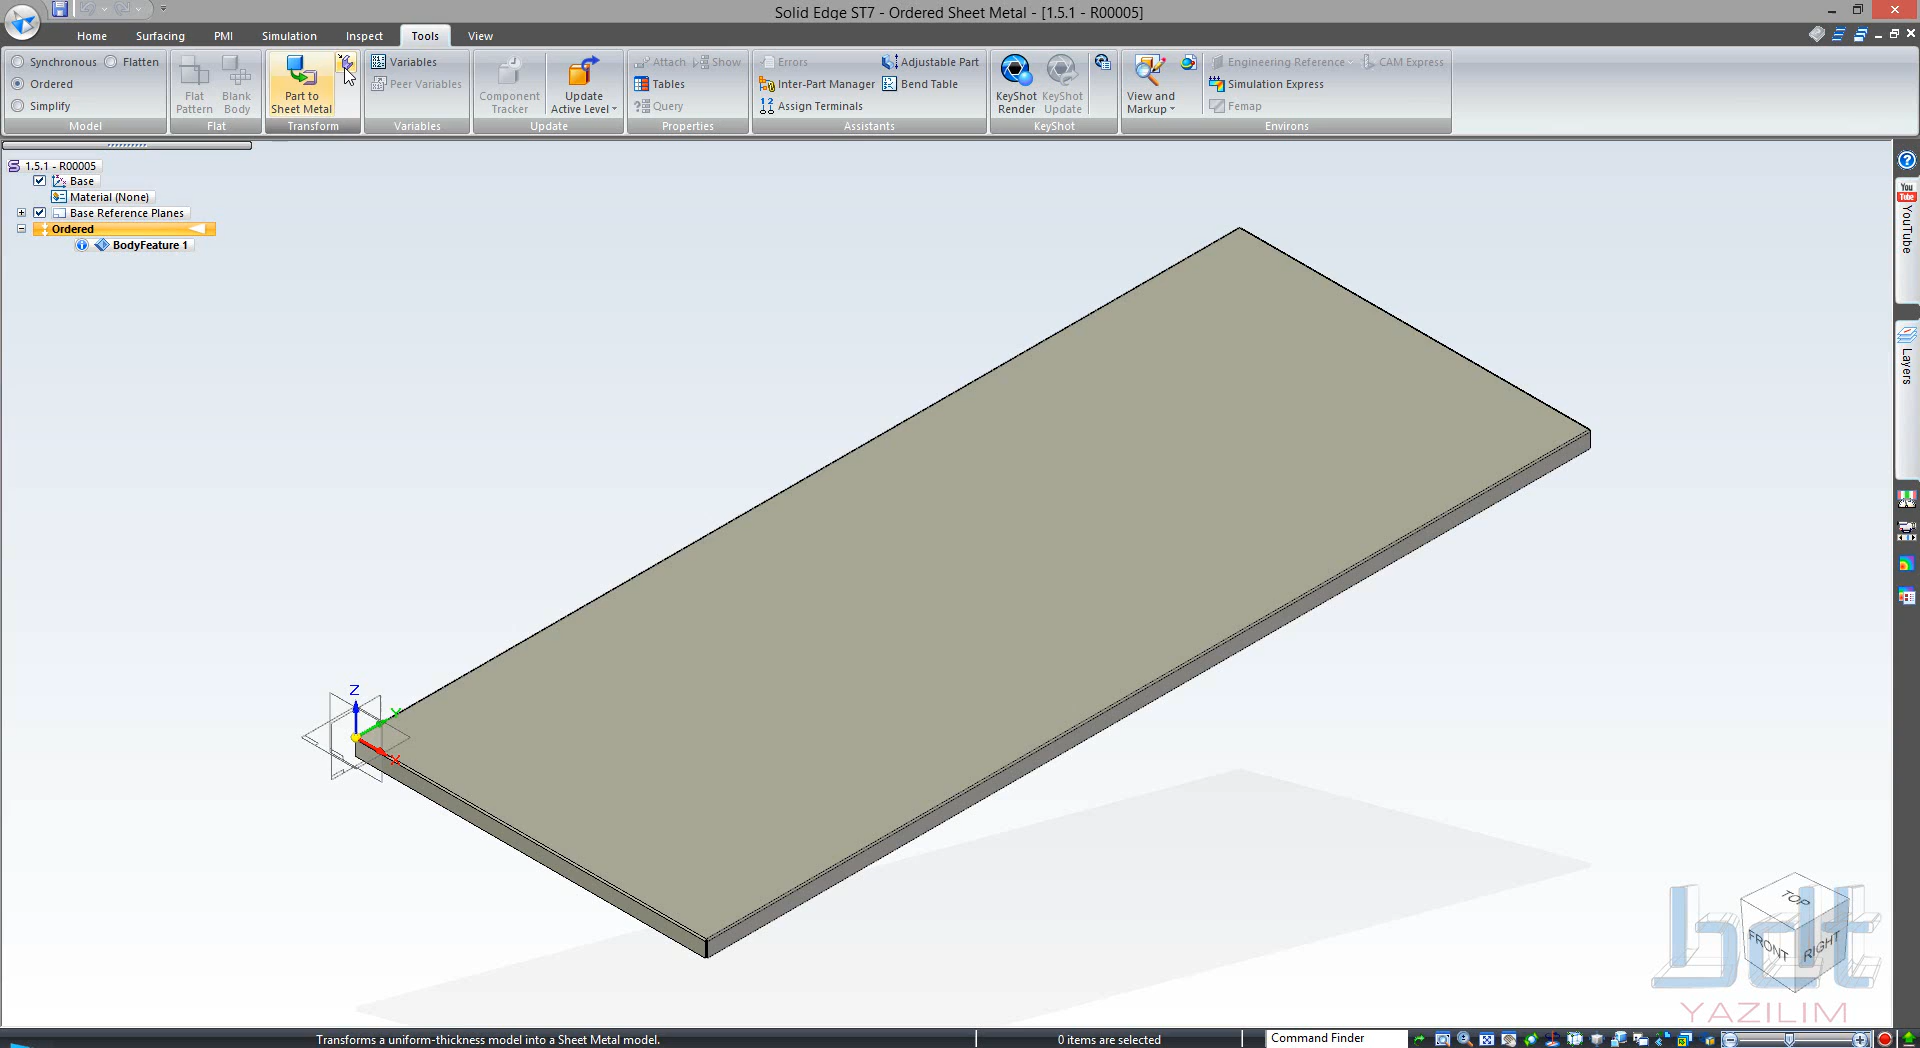 Solid Edge ST7 - Ordered Sheet Metal - [1.5.1 - R00005]
Home Surfacing PMI Simulation Inspect Tools View
Synchronous Flatten
Ordered
Simplify
Model
Flat Pattern
Blank Body
Flat
Part to Sheet Metal
Transform
Variables
Peer Variables
Variables
Component Tracker
Update Active Level
Update
Attach Show
Tables
Query
Properties
Errors
Inter-Part Manager
Assign Terminals
Adjustable Part
Bend Table
Assistants
KeyShot Render
KeyShot Update
KeyShot
View and Markup
Engineering Reference
CAM Express
Simulation Express
Femap
Environs
1.5.1 - R00005
Base
Material (None)
Base Reference Planes
Ordered
BodyFeature 1
You Tube
YouTube
Layers
Z
Y
X
TOP
FRONT
RIGHT
bdt
YAZILIM
Transforms a uniform-thickness model into a Sheet Metal model.
0 items are selected
Command Finder